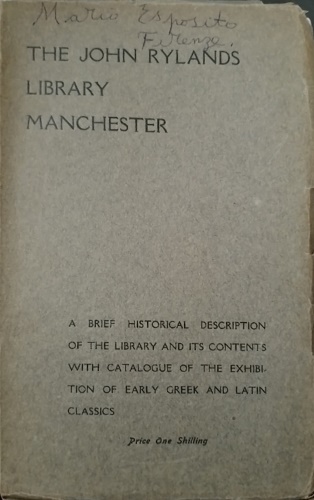 Mario Esposito
Firenze.
THE JOHN RYLANDS
LIBRARY
MANCHESTER
A BRIEF HISTORICAL DESCRIPTION
OF THE LIBRARY AND ITS CONTENTS
WITH CATALOGUE OF THE EXHIBI-
TION OF EARLY GREEK AND LATIN
CLASSICS
Price One Shilling